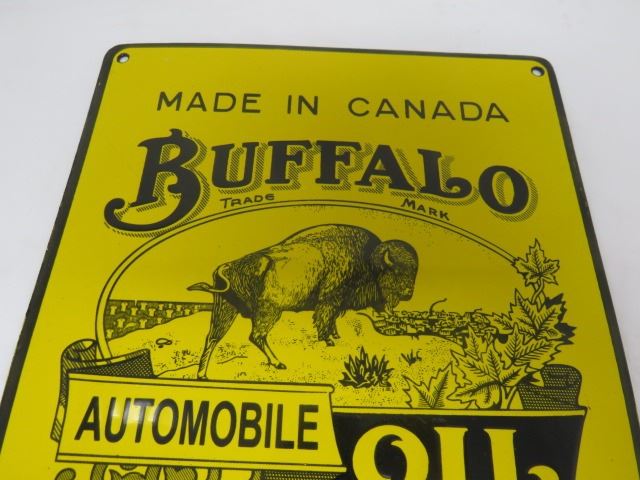 MADE IN CANADA
BUFFALO
TRADE MARK
AUTOMOBILE
OIL